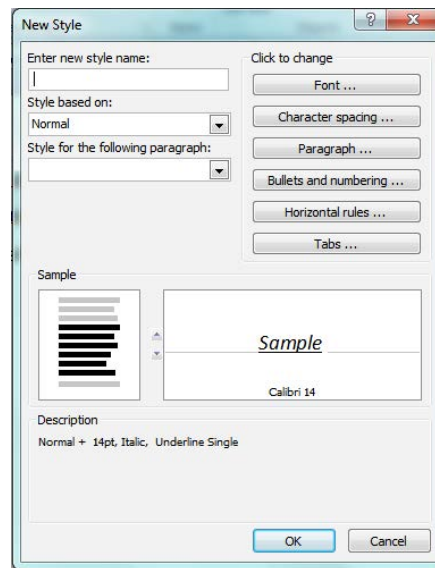 New Style
Enter new style name:
Style based on:
Normal
Style for the following paragraph:
Click to change
Font ...
Character spacing ...
Paragraph ...
Bullets and numbering ...
Horizontal rules ...
Tabs ...
Sample
Sample
Calibri 14
Description
Normal + 14pt, Italic, Underline Single
OK
Cancel